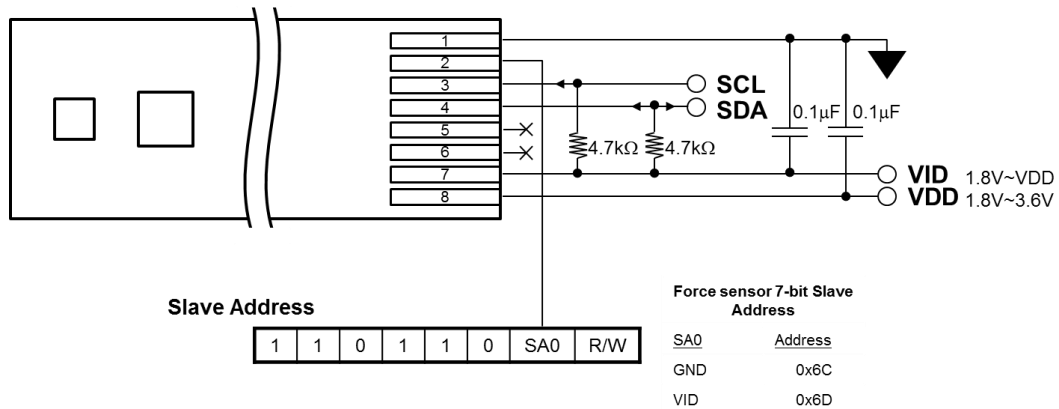 1
2
3
4
5
6
7
8
SCL
SDA
0.1μF 0.1μF
4.7kΩ 4.7kΩ
VID 1.8V~VDD
VDD 1.8V~3.6V
Slave Address
1 1 0 1 1 0 SA0 R/W
Force sensor 7-bit Slave
Address
SA0 Address
GND 0x6C
VID 0x6D